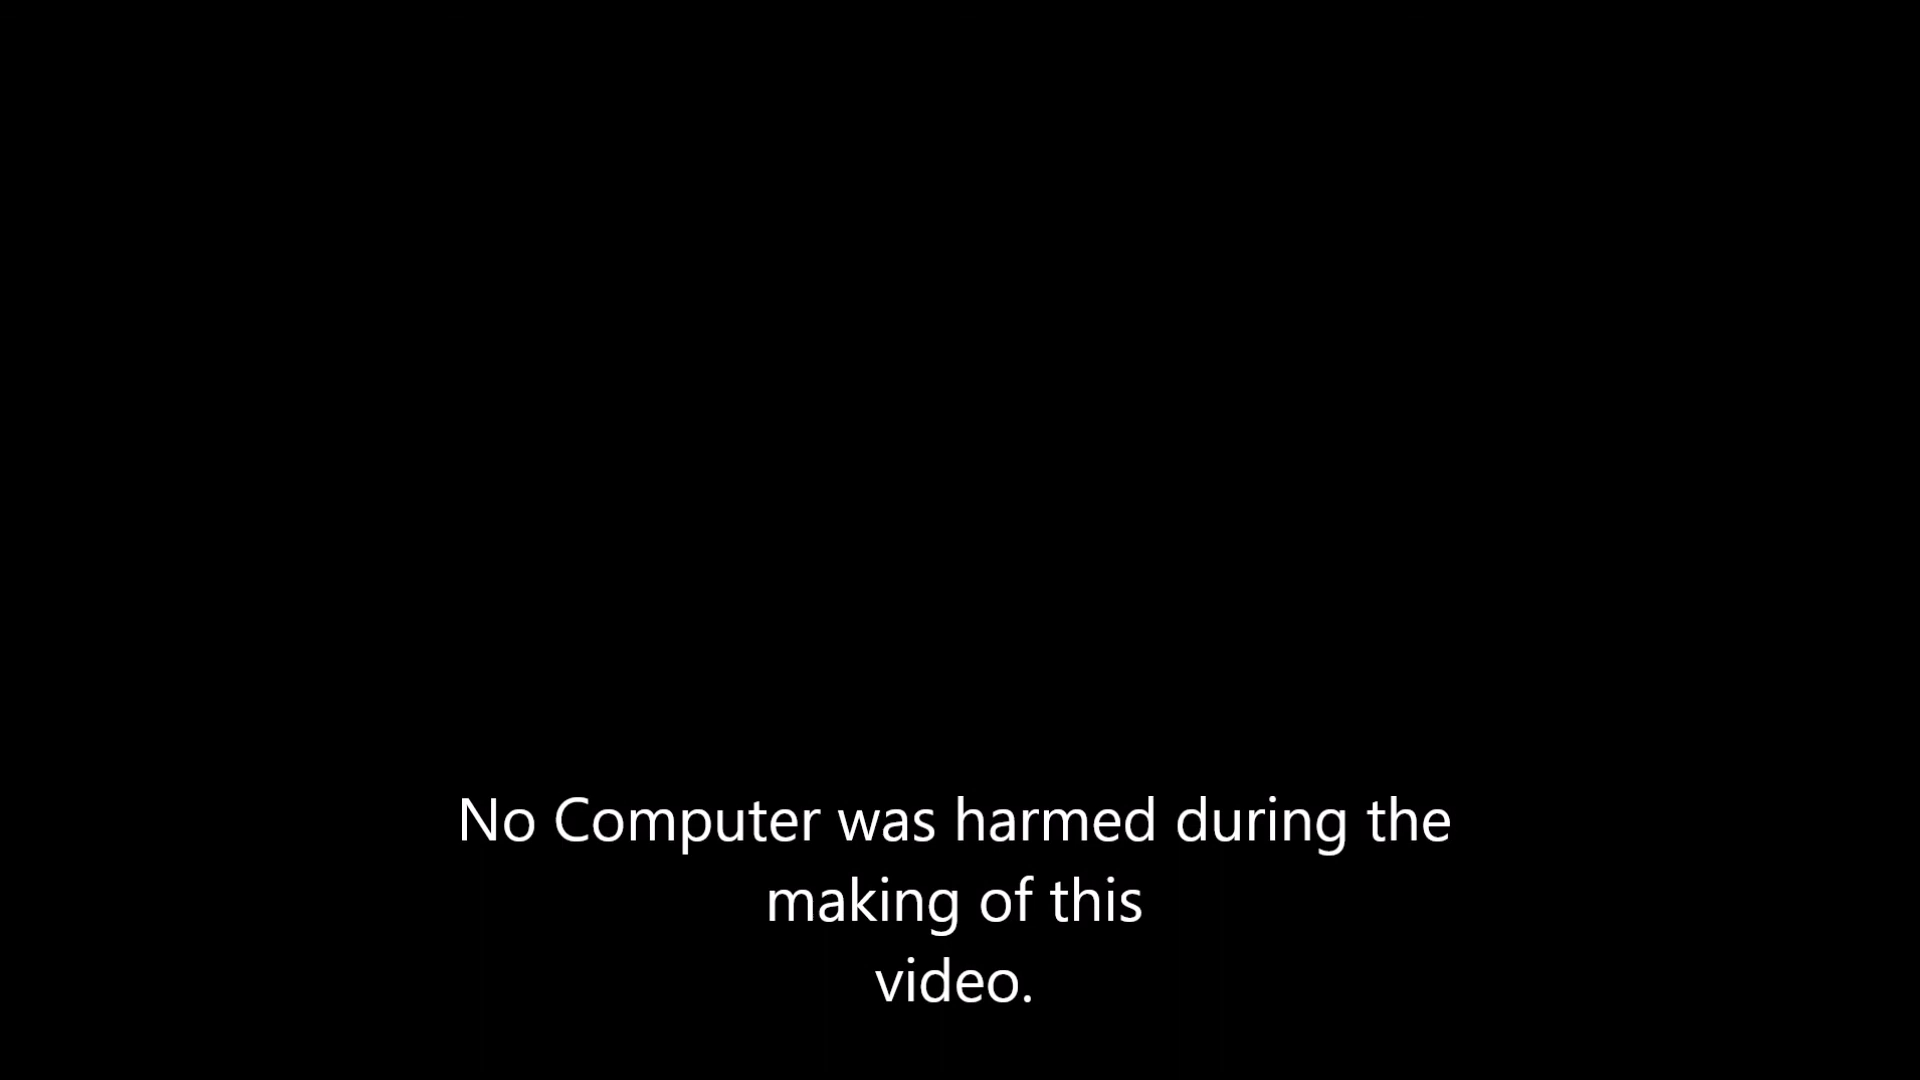 No Computer was harmed during the
making of this
video.